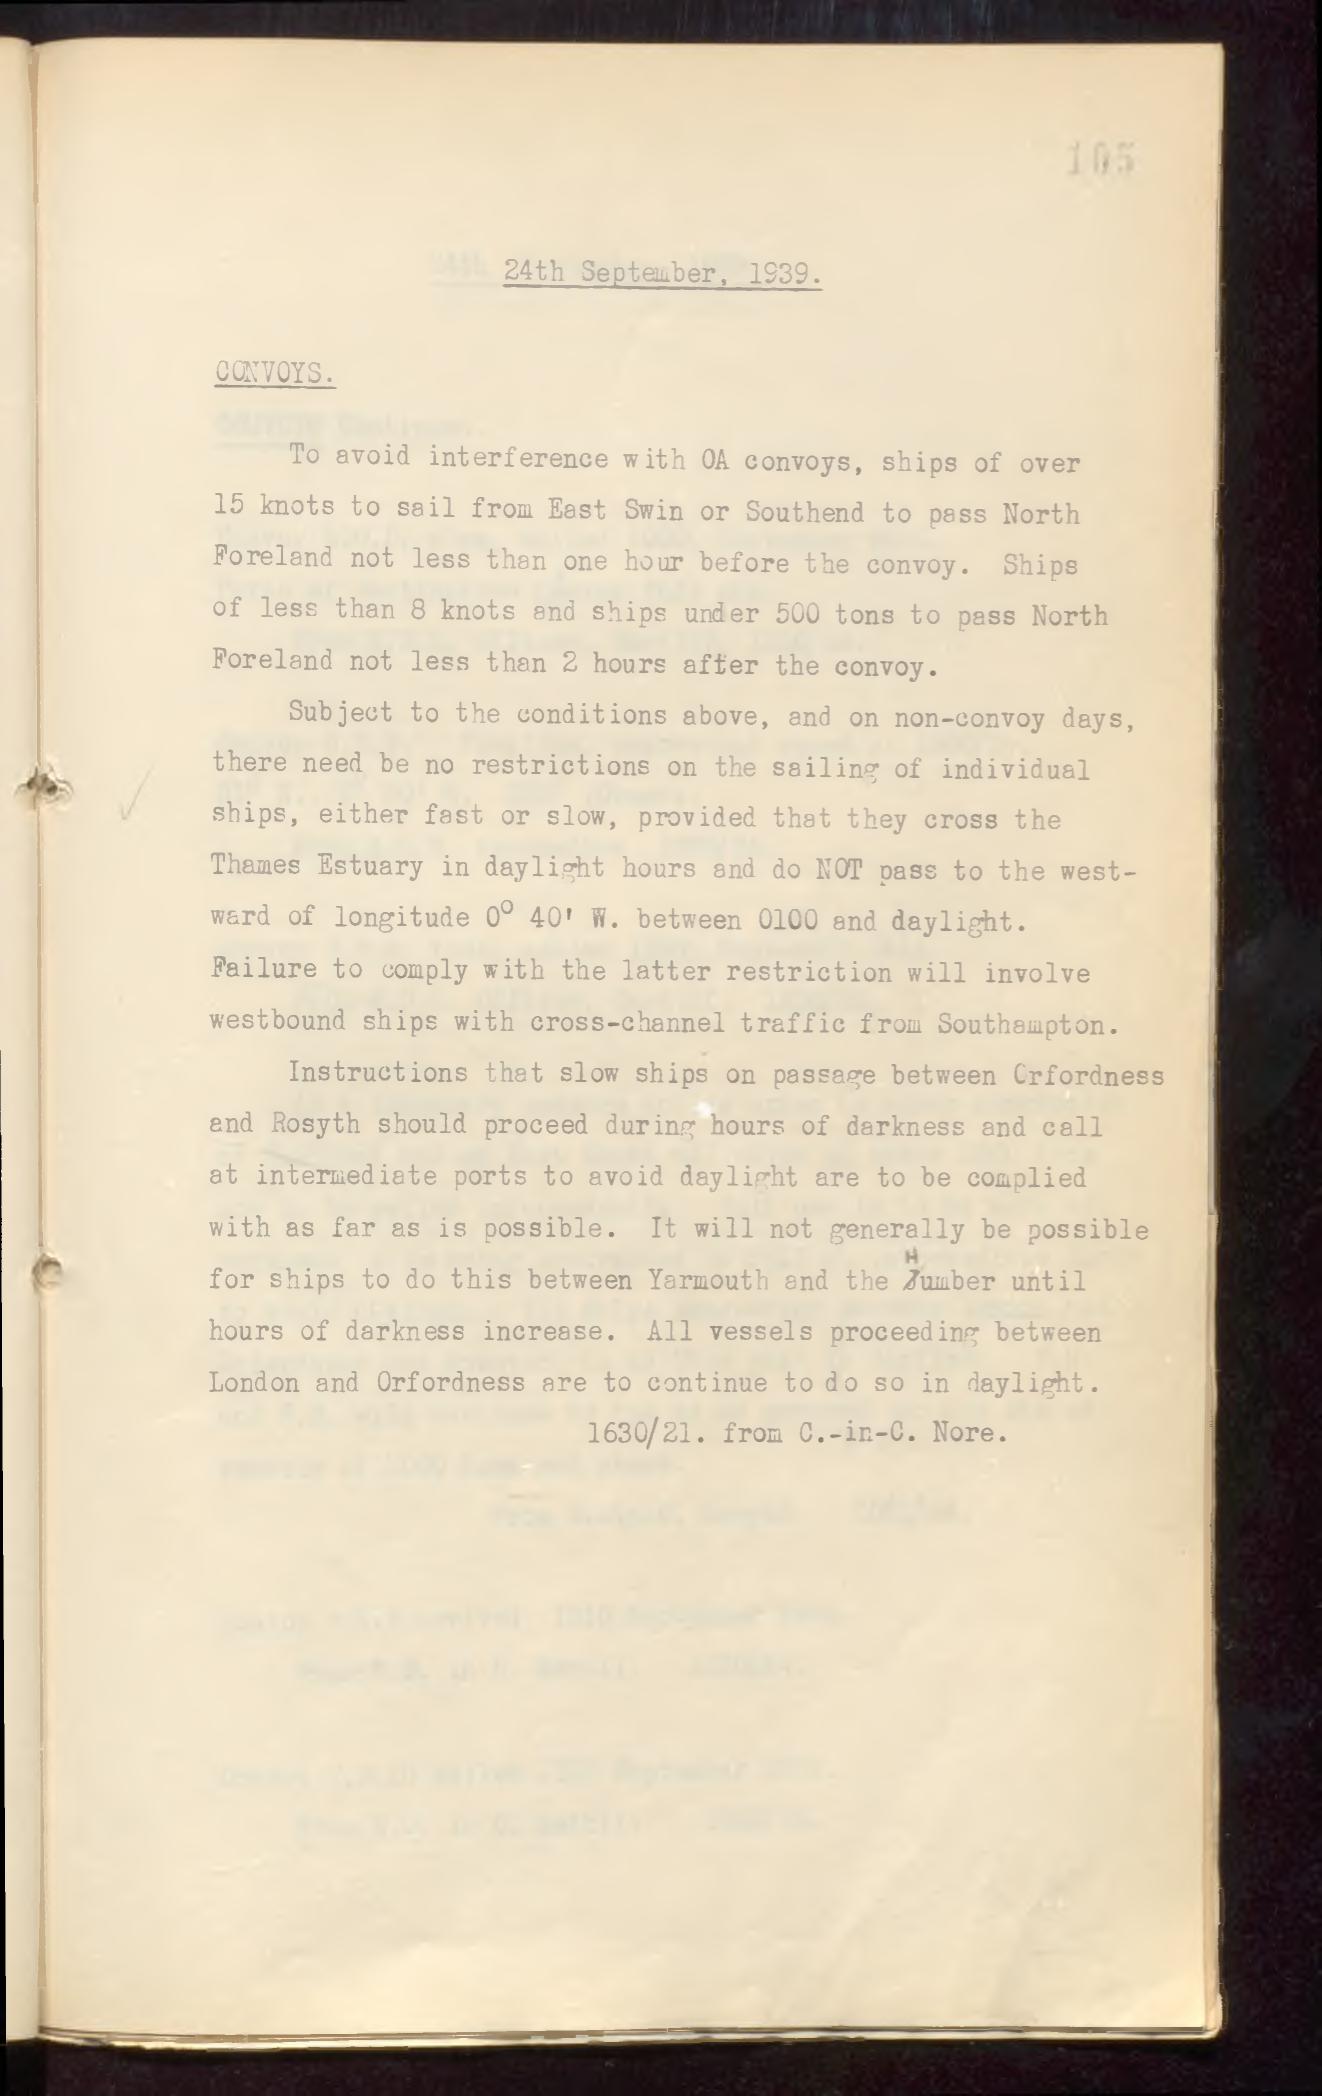 105
24th September, 1939.
CONVOYS.
To avoid interference with OA convoys, ships of over
15 knots to sail from East Swin or Southend to pass North
Foreland not less than one hour before the convoy. Ships
of less than 8 knots and ships under 500 tons to pass North
Foreland not less than 2 hours after the convoy.
Subject to the conditions above, and on non-convoy days,
there need be no restrictions on the sailing of individual
ships, either fast or slow, provided that they cross the
Thames Estuary in daylight hours and do NOT pass to the west-
ward of longitude 0° 40' W. between 0100 and daylight.
Failure to comply with the latter restriction will involve
westbound ships with cross-channel traffic from Southampton.
Instructions that slow ships on passage between Orfordness
and Rosyth should proceed during hours of darkness and call
at intermediate ports to avoid daylight are to be complied
with as far as is possible. It will not generally be possible
for ships to do this between Yarmouth and the Humber until
hours of darkness increase. All vessels proceeding between
London and Orfordness are to continue to do so in daylight.
1630/21. from C.-in-C. Nore.